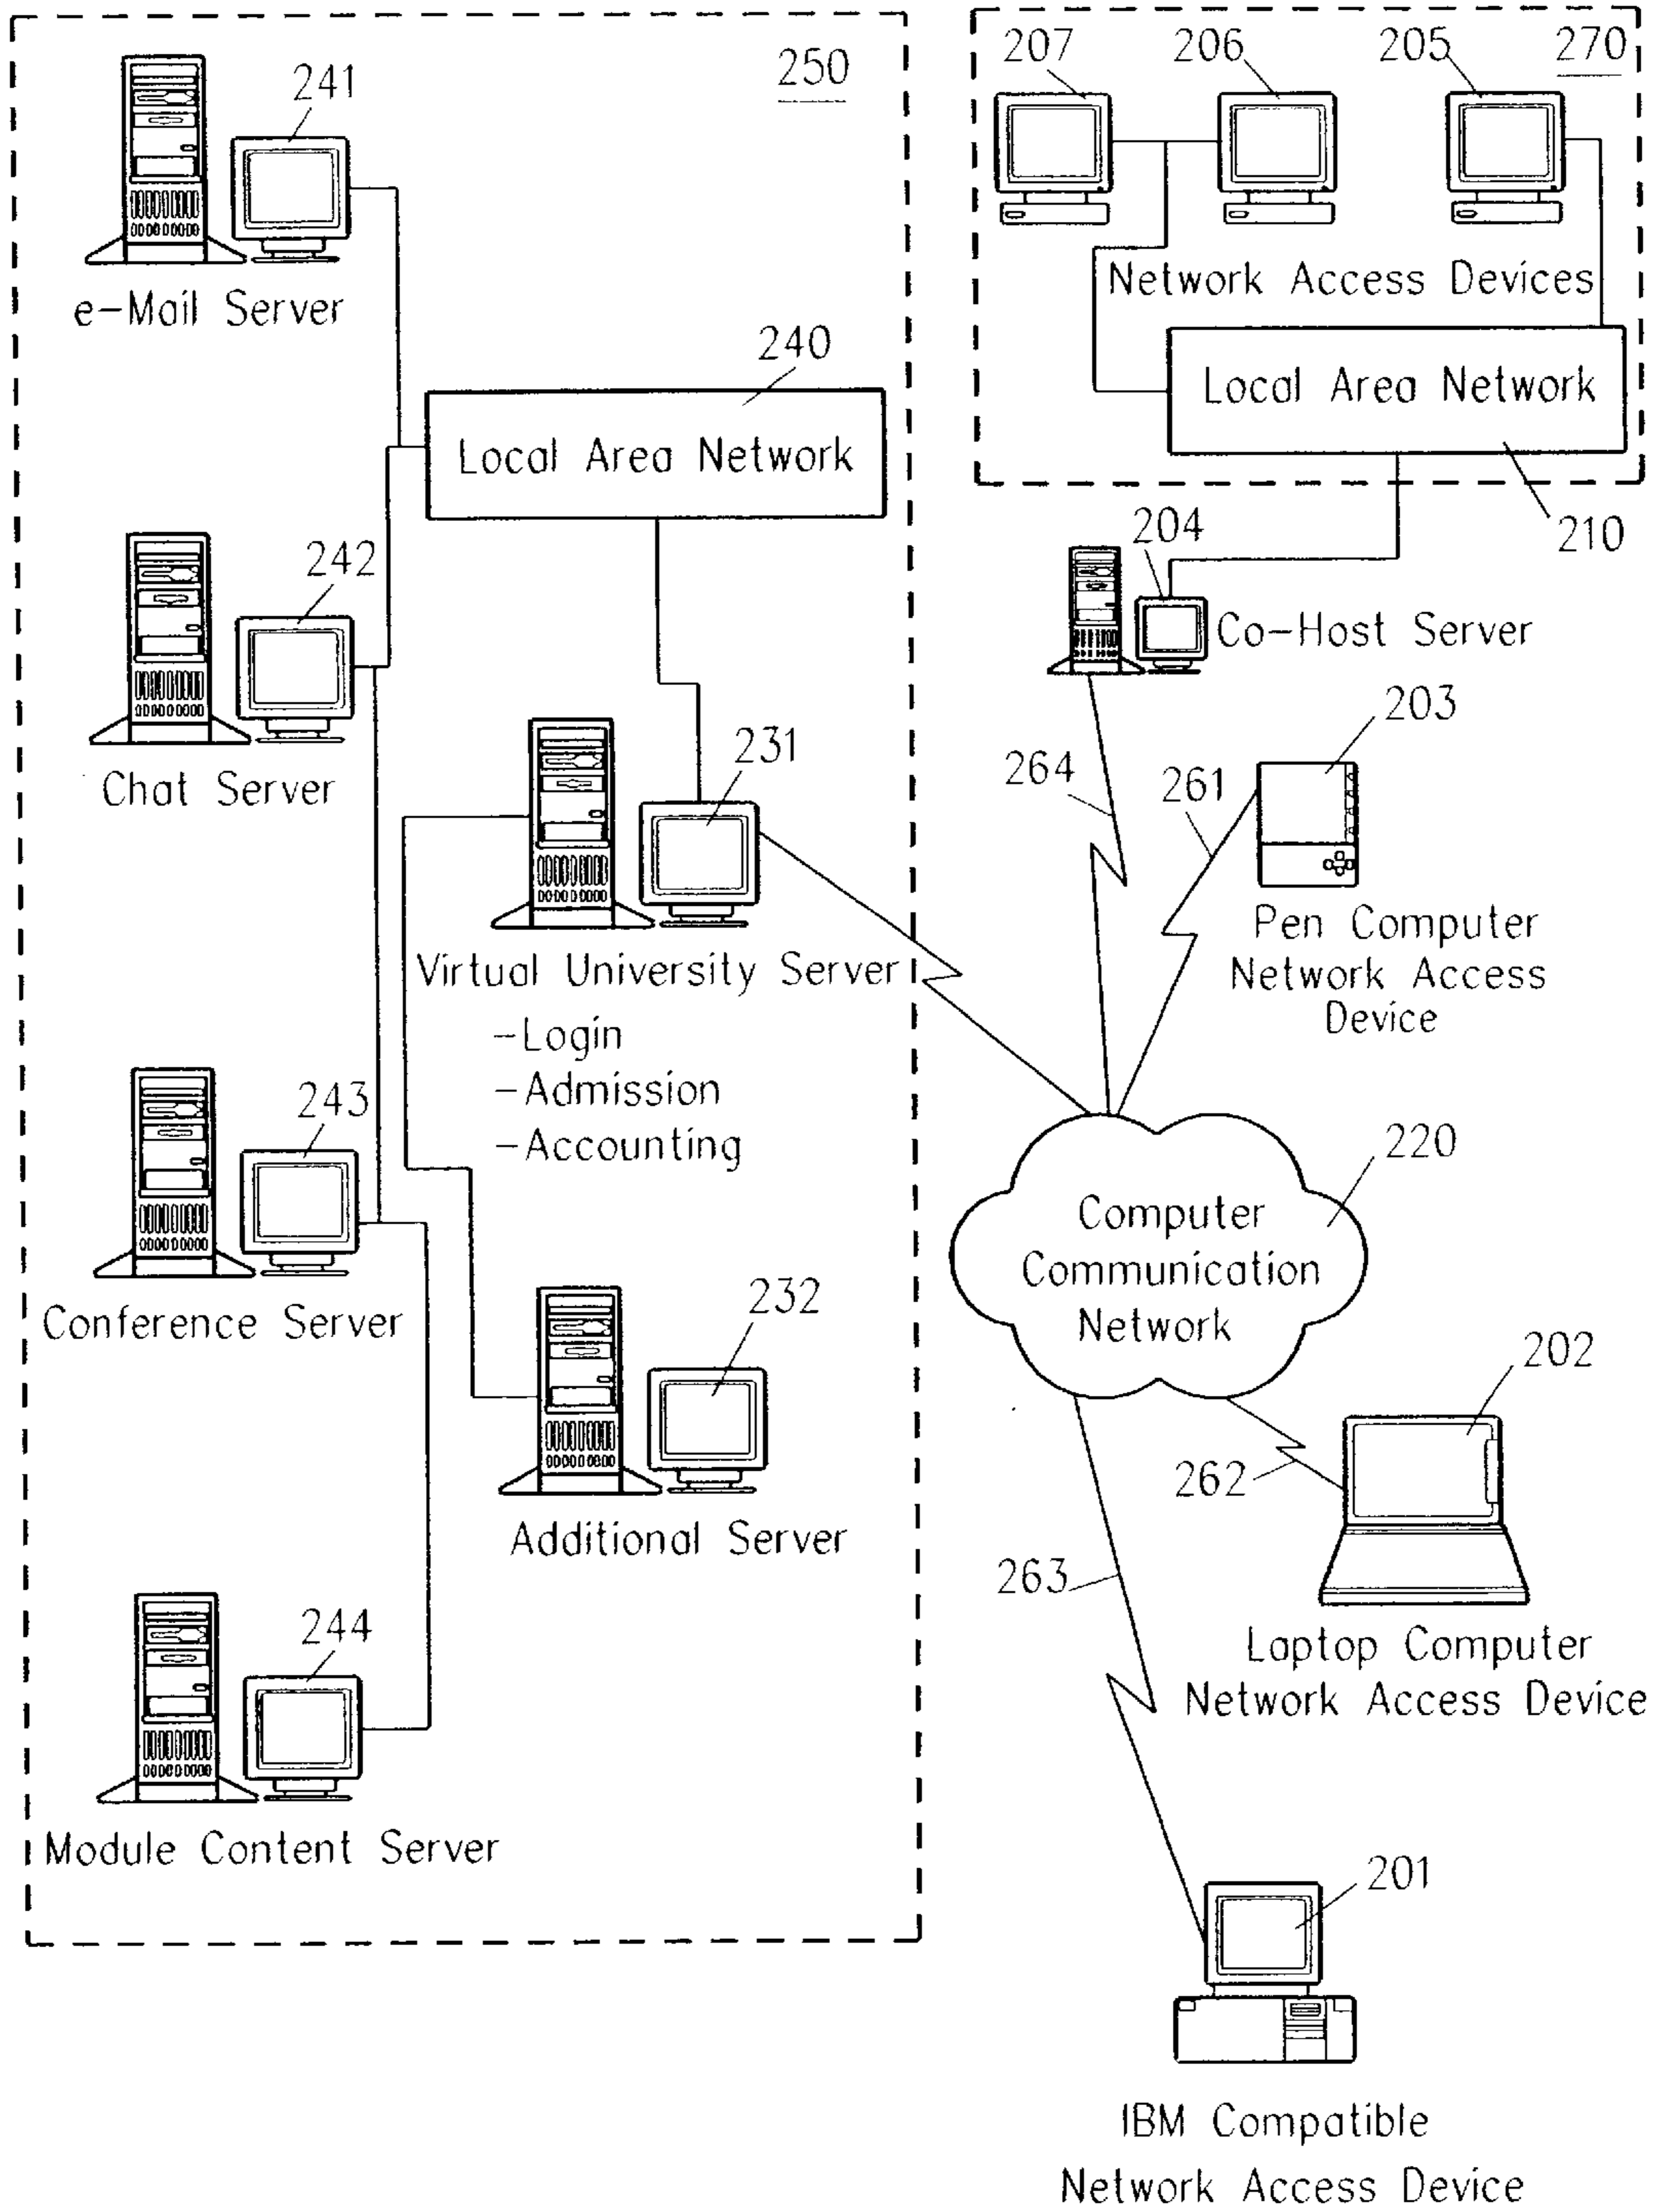 250
241
e-Mail Server
240
Local Area Network
242
Chat Server
231
Virtual University Server
-Login
-Admission
-Accounting
243
Conference Server
232
Additional Server
244
Module Content Server
207
206
205
270
Network Access Devices
Local Area Network
210
204
Co-Host Server
203
264
261
Pen Computer
Network Access
Device
220
Computer
Communication
Network
202
262
263
Laptop Computer
Network Access Device
201
IBM Compatible
Network Access Device